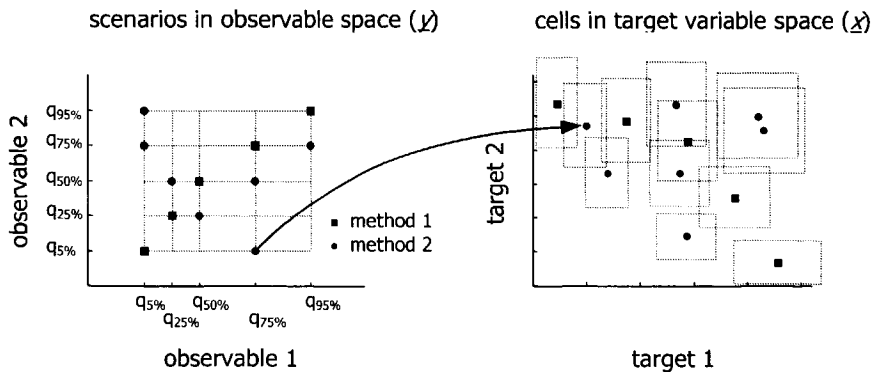 scenarios in observable space (y)
cells in target variable space (x)
observable 2
q95%
q75%
q50%
q25%
q5%
method 1
method 2
q5%
q25%
q50%
q75%
q95%
observable 1
target 2
target 1